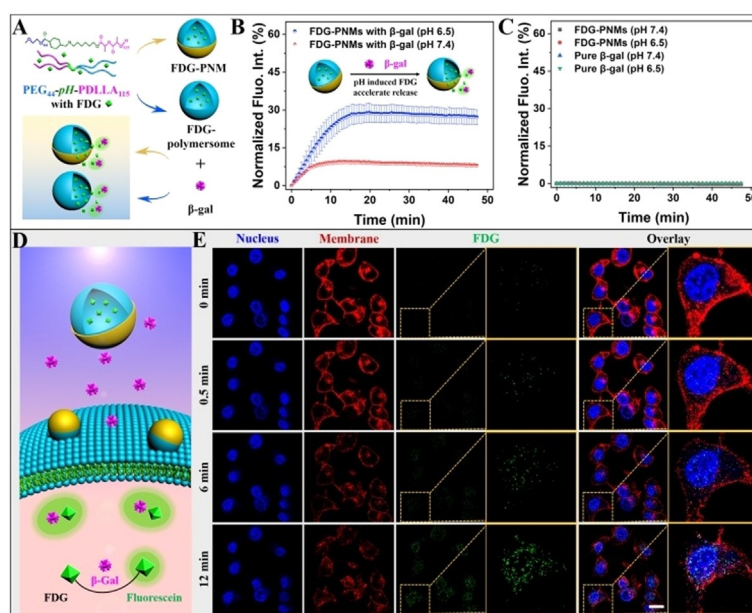 A
PEG44-pH-PDLLA115
with FDG
FDG-PNM
FDG-
polymersome
+
β-gal
B
Normalized Fluo. Int. (%)
60
50
40
30
20
10
0
FDG-PNMs with β-gal (pH 6.5)
FDG-PNMs with β-gal (pH 7.4)
β-gal
pH induced FDG
accelerate release
0 10 20 30 40 50
Time (min)
C
Normalized Fluo. Int. (%)
60
50
40
30
20
10
0
FDG-PNMs (pH 7.4)
FDG-PNMs (pH 6.5)
Pure β-gal (pH 7.4)
Pure β-gal (pH 6.5)
0 10 20 30 40 50
Time (min)
D
β-Gal
FDG
Fluorescein
E
Nucleus Membrane FDG Overlay
0 min
0.5 min
6 min
12 min